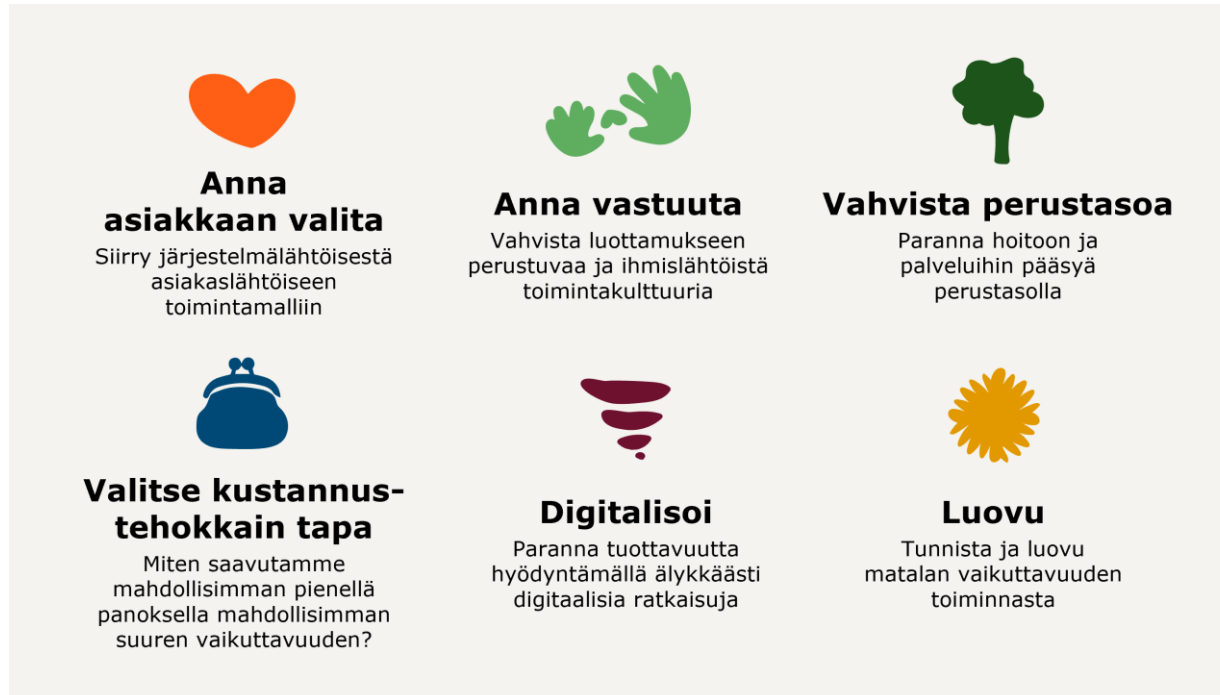 Anna
asiakkaan valita
Siirry järjestelmälähtöisestä
asiakaslähtöiseen
toimintamalliin
Anna vastuuta
Vahvista luottamukseen
perustuvaa ja ihmislähtöistä
toimintakulttuuria
Vahvista perustasoa
Paranna hoitoon ja
palveluihin pääsyä
perustasolla
Valitse kustannus-
tehokkain tapa
Miten saavutamme
mahdollisimman pienellä
panoksella mahdollisimman
suuren vaikuttavuuden?
Digitalisoi
Paranna tuottavuutta
hyödyntämällä älykkäästi
digitaalisia ratkaisuja
Luovu
Tunnista ja luovu
matalan vaikuttavuuden
toiminnasta